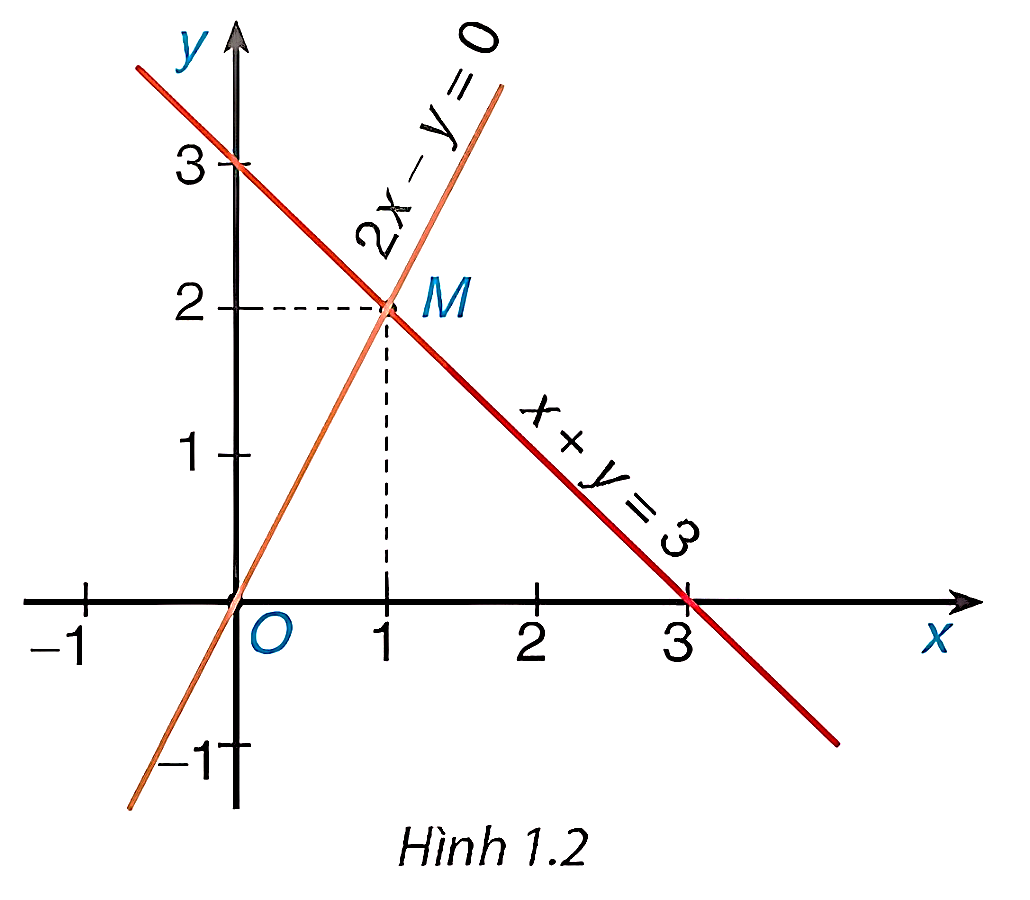 y
2x – y = 0
3
2
M
1
x + y = 3
–1
O
1
2
3
x
–1
Hình 1.2